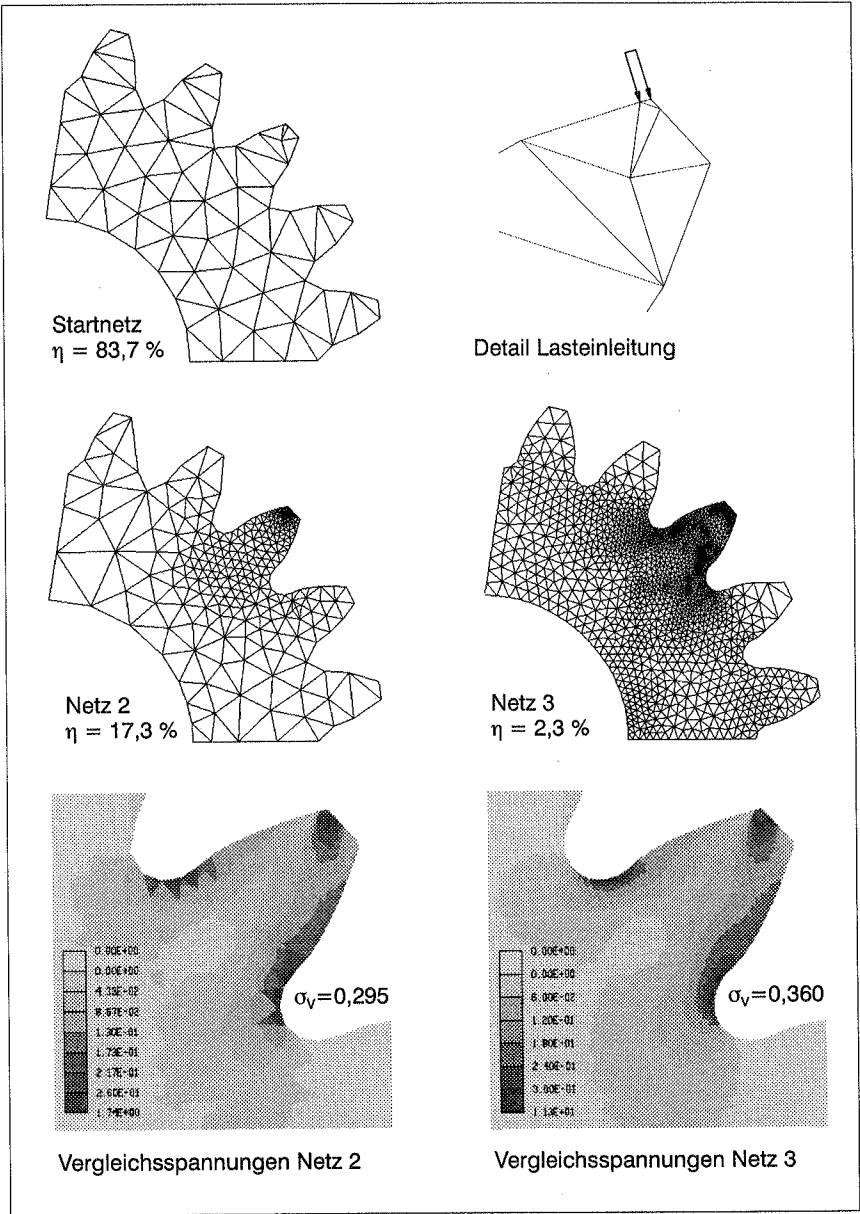 Startnetz
η = 83,7 %
Detail Lasteinleitung
Netz 2
η = 17,3 %
Netz 3
η = 2,3 %
0.00E+00
0.00E+00
4.33E-02
8.67E-02
1.30E-01
1.73E-01
2.17E-01
2.60E-01
1.74E+00
σv=0,295
0.00E+00
0.00E+00
6.00E-02
1.20E-01
1.80E-01
2.40E-01
3.00E-01
1.13E+01
σv=0,360
Vergleichsspannungen Netz 2
Vergleichsspannungen Netz 3